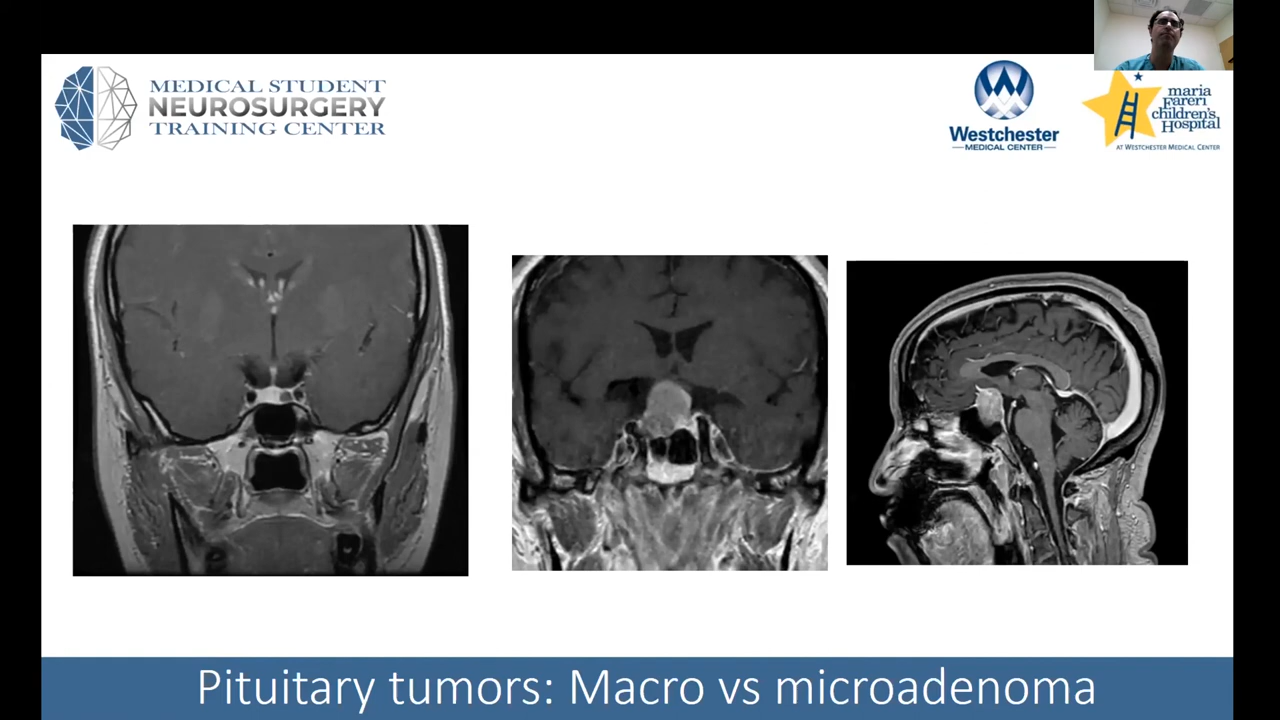 MEDICAL STUDENT
NEUROSURGERY
TRAINING CENTER
Westchester
MEDICAL CENTER
maria
fareri
children's
Hospital
AT WESTCHESTER MEDICAL CENTER
Pituitary tumors: Macro vs microadenoma